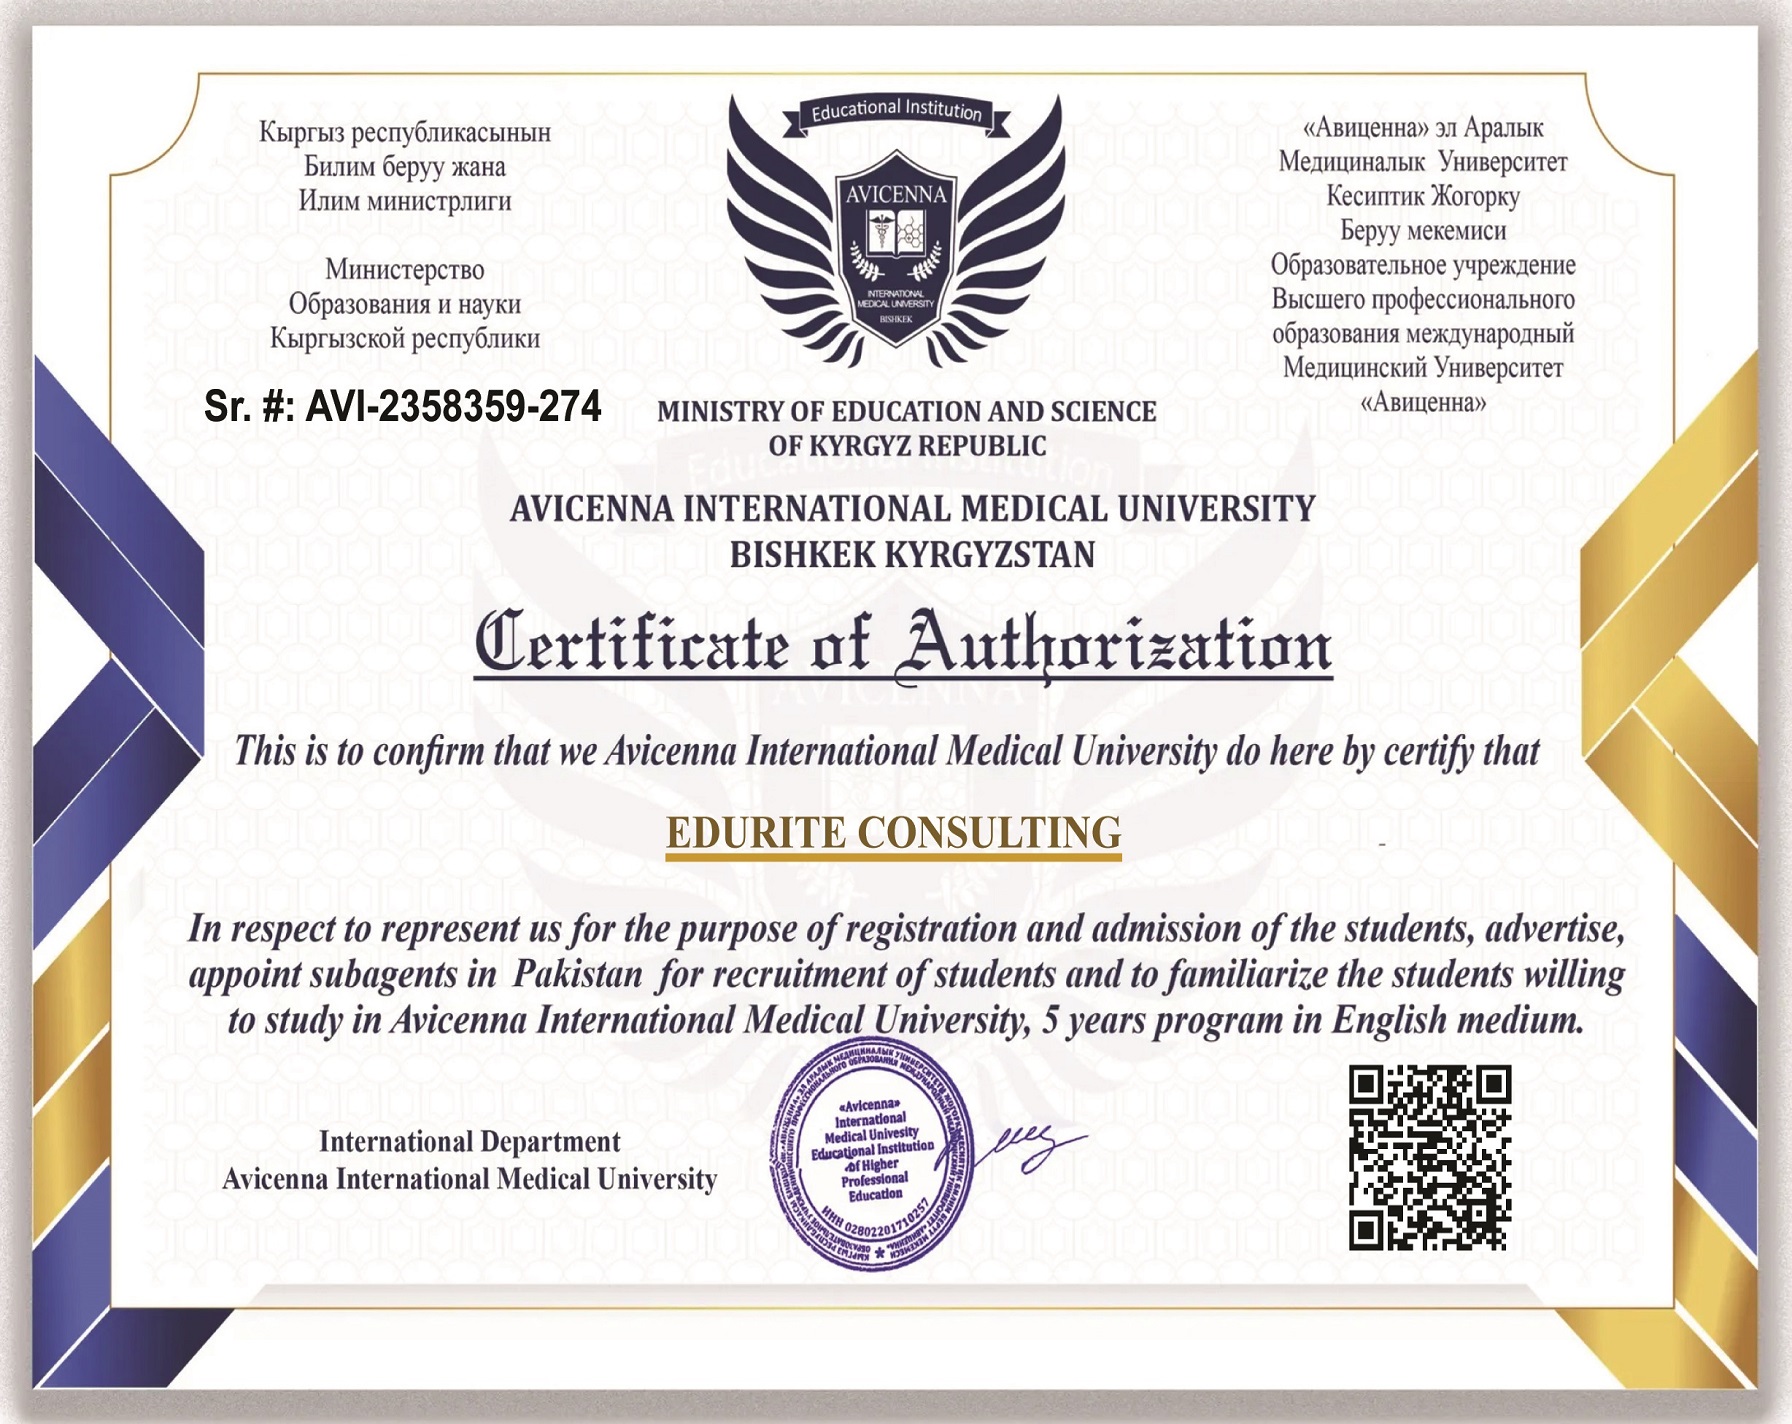 Кыргыз республикасынын
Билим беруу жана
Илим министрлиги
Министерство
Образования и науки
Кыргызской республики
Sr. #: AVI-2358359-274
Educational Institution
AVICENNA
INTERNATIONAL
MEDICAL UNIVERSITY
BISHKEK
«Авиценна» эл Аралык
Медициналык Университет
Кесиптик Жогорку
Беруу мекемиси
Образовательное учреждение
Высшего профессионального
образования международный
Медицинский Университет
«Авиценна»
MINISTRY OF EDUCATION AND SCIENCE
OF KYRGYZ REPUBLIC
AVICENNA INTERNATIONAL MEDICAL UNIVERSITY
BISHKEK KYRGYZSTAN
Certificate of Authorization
This is to confirm that we Avicenna International Medical University do here by certify that
EDURITE CONSULTING
In respect to represent us for the purpose of registration and admission of the students, advertise,
appoint subagents in Pakistan for recruitment of students and to familiarize the students willing
to study in Avicenna International Medical University, 5 years program in English medium.
International Department
Avicenna International Medical University
«Avicenna»
International
Medical Univesity
Educational Institution
of Higher
Professional
Education
ИНН 02802201710257